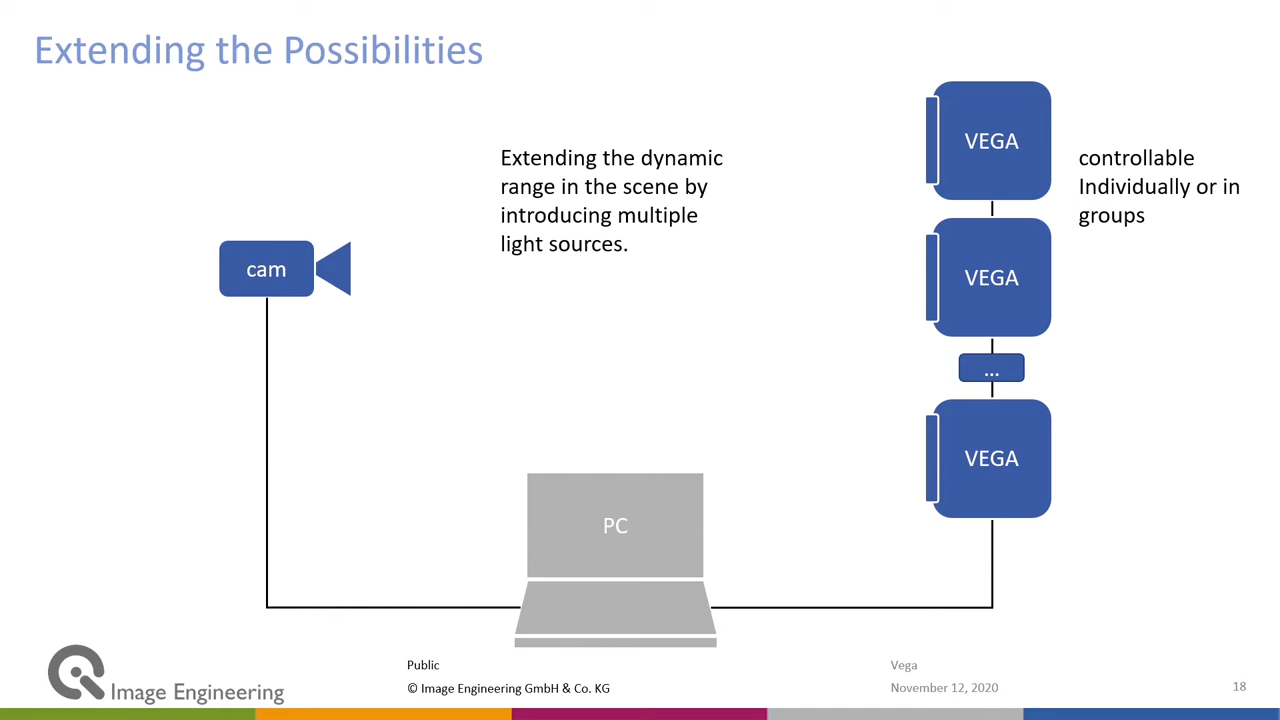 Extending the Possibilities
Extending the dynamic
range in the scene by
introducing multiple
light sources.
VEGA
controllable
Individually or in
groups
cam
VEGA
...
VEGA
PC
Image Engineering
Public
© Image Engineering GmbH & Co. KG
Vega
November 12, 2020
18